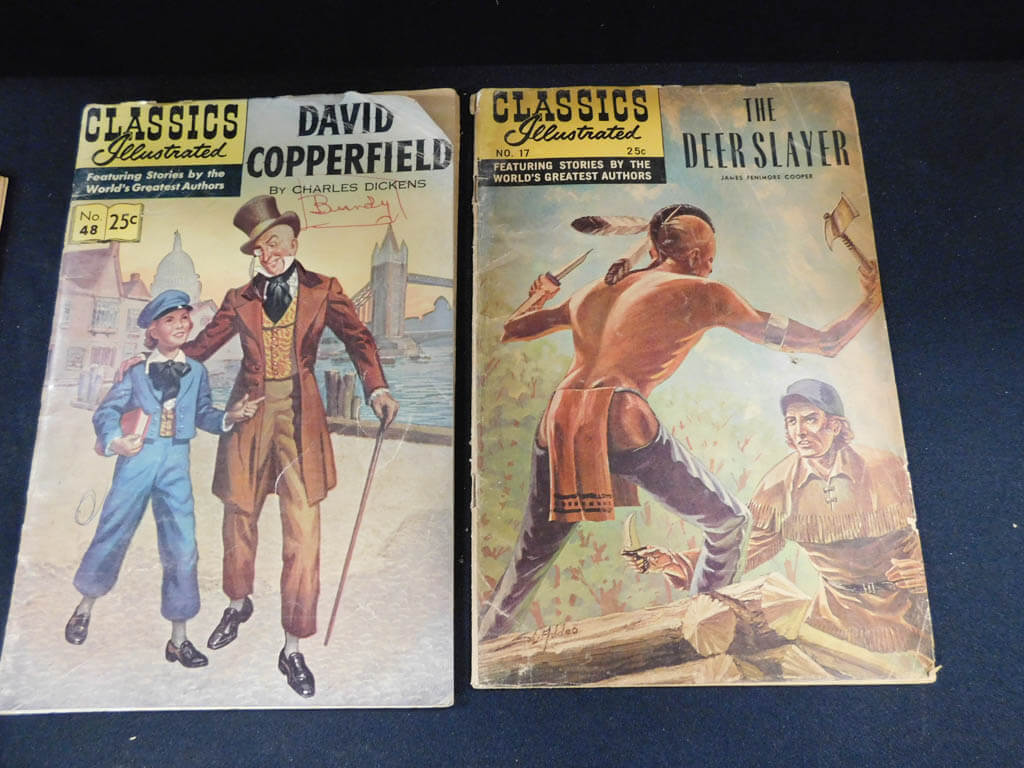 CLASSICS
Illustrated
Featuring Stories by the
World's Greatest Authors
DAVID
COPPERFIELD
BY CHARLES DICKENS
Bundy
No.
48
25c
CLASSICS
Illustrated
NO. 17 25c
FEATURING STORIES BY THE
WORLD'S GREATEST AUTHORS
THE
DEERSLAYER
JAMES FENIMORE COOPER